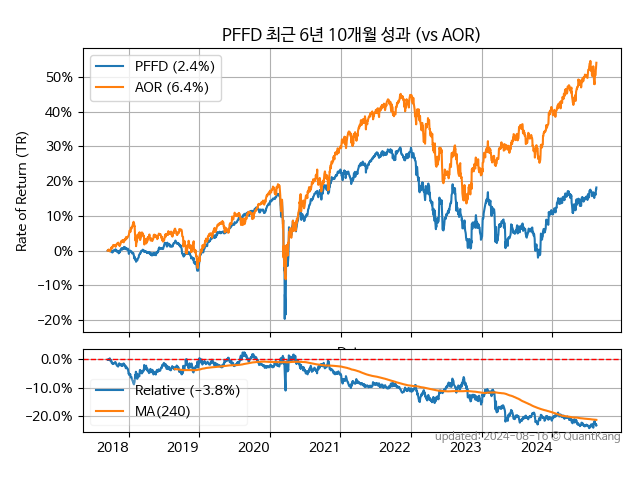 PFFD 최근 6년 10개월 성과 (vs AOR)
Rate of Return (TR)
50%
40%
30%
20%
10%
0%
−10%
−20%
PFFD (2.4%)
AOR (6.4%)
0.0%
−10.0%
−20.0%
Relative (−3.8%)
MA(240)
2018 2019 2020 2021 2022 2023 2024
updated: 2024-08-16 © QuantKang